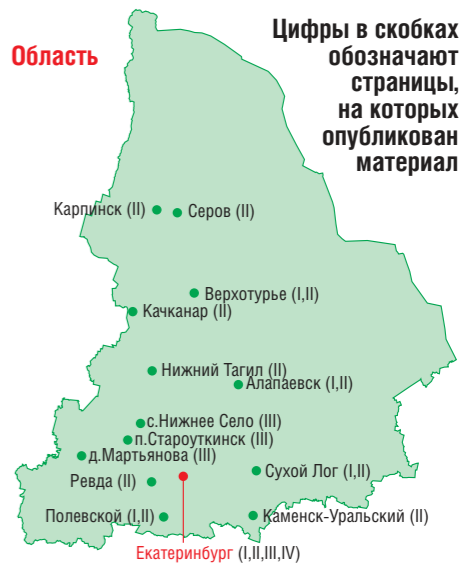 Область
Цифры в скобках
обозначают
страницы,
на которых
опубликован
материал
Карпинск (II)
Серов (II)
Верхотурье (I,II)
Качканар (II)
Нижний Тагил (II)
Алапаевск (I,II)
с.Нижнее Село (III)
п.Староуткинск (III)
д.Мартьянова (III)
Сухой Лог (I,II)
Ревда (II)
Полевской (I,II)
Каменск-Уральский (II)
Екатеринбург (I,II,III,IV)